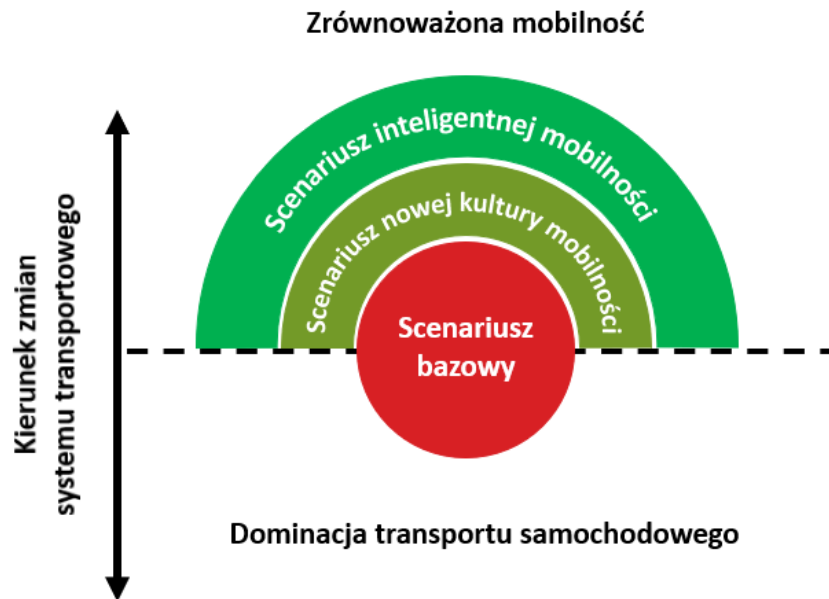 Zrównoważona mobilność
Scenariusz inteligentnej mobilności
Scenariusz nowej kultury mobilności
Scenariusz
bazowy
Kierunek zmian
systemu transportowego
Dominacja transportu samochodowego